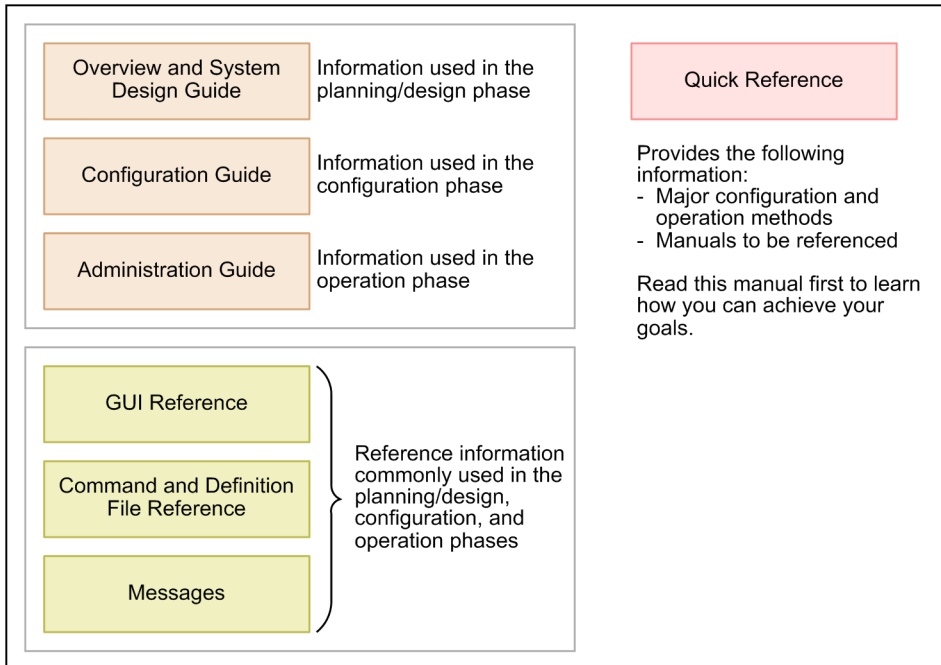 Overview and System
Design Guide
Information used in the
planning/design phase
Configuration Guide
Information used in the
configuration phase
Administration Guide
Information used in the
operation phase
GUI Reference
Command and Definition
File Reference
Messages
Reference information
commonly used in the
planning/design,
configuration, and
operation phases
Quick Reference
Provides the following
information:
- Major configuration and
operation methods
- Manuals to be referenced
Read this manual first to learn
how you can achieve your
goals.